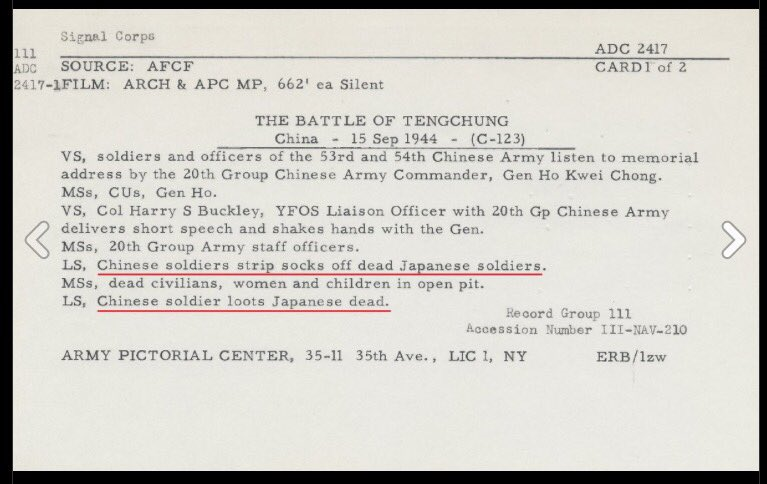 Signal Corps
111
ADC 2417
ADC
SOURCE: AFCF
CARD 1 of 2
2417-1
FILM: ARCH & APC MP, 662' ea Silent
THE BATTLE OF TENGCHUNG
China - 15 Sep 1944 - (C-123)
VS, soldiers and officers of the 53rd and 54th Chinese Army listen to memorial
address by the 20th Group Chinese Army Commander, Gen Ho Kwei Chong.
MSs, CUs, Gen Ho.
VS, Col Harry S Buckley, YFOS Liaison Officer with 20th Gp Chinese Army
delivers short speech and shakes hands with the Gen.
MSs, 20th Group Army staff officers.
LS, Chinese soldiers strip socks off dead Japanese soldiers.
MSs, dead civilians, women and children in open pit.
LS, Chinese soldier loots Japanese dead.
Record Group 111
Accession Number III-NAV-210
ARMY PICTORIAL CENTER, 35-11 35th Ave., LIC 1, NY
ERB/lzw